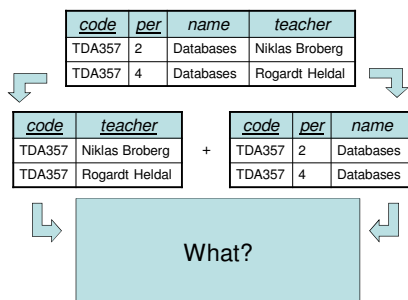 code per name teacher
TDA357 2 Databases Niklas Broberg
TDA357 4 Databases Rogardt Heldal
code teacher
TDA357 Niklas Broberg
TDA357 Rogardt Heldal
+
code per name
TDA357 2 Databases
TDA357 4 Databases
What?